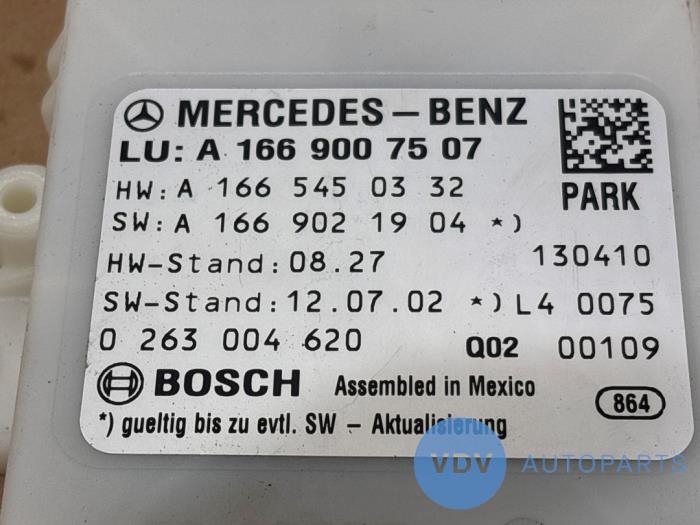 MERCEDES-BENZ
LU: A 166 900 75 07
HW: A 166 545 03 32
PARK
SW: A 166 902 19 04 *)
HW-Stand: 08.27 130410
SW-Stand: 12.07.02 *) L4 0075
0 263 004 620 Q02 00109
BOSCH Assembled in Mexico 864
*) gueltig bis zu evtl. SW - Aktualisierung
VDV AUTOPARTS